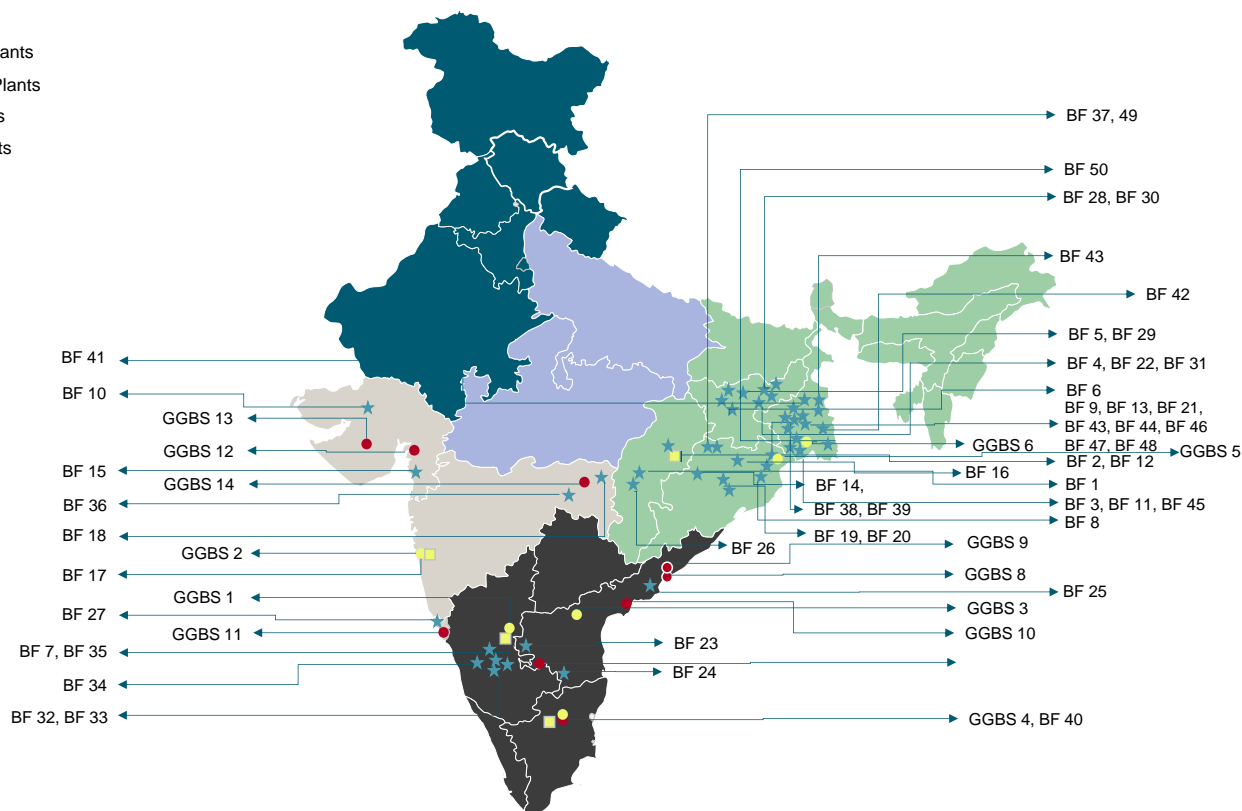 ants
Plants
s
ts
BF 37, 49
BF 50
BF 28, BF 30
BF 43
BF 42
BF 5, BF 29
BF 41
BF 4, BF 22, BF 31
BF 10
BF 6
BF 9, BF 13, BF 21,
GGBS 13
BF 43, BF 44, BF 46
GGBS 6
BF 47, BF 48
GGBS 12
GGBS 5
BF 2, BF 12
BF 15
BF 16
GGBS 14
BF 14,
BF 1
BF 36
BF 3, BF 11, BF 45
BF 38, BF 39
BF 8
BF 18
BF 19, BF 20
GGBS 9
BF 26
GGBS 2
BF 17
GGBS 8
BF 25
GGBS 1
GGBS 3
BF 27
GGBS 11
GGBS 10
BF 23
BF 7, BF 35
BF 24
BF 34
BF 32, BF 33
GGBS 4, BF 40